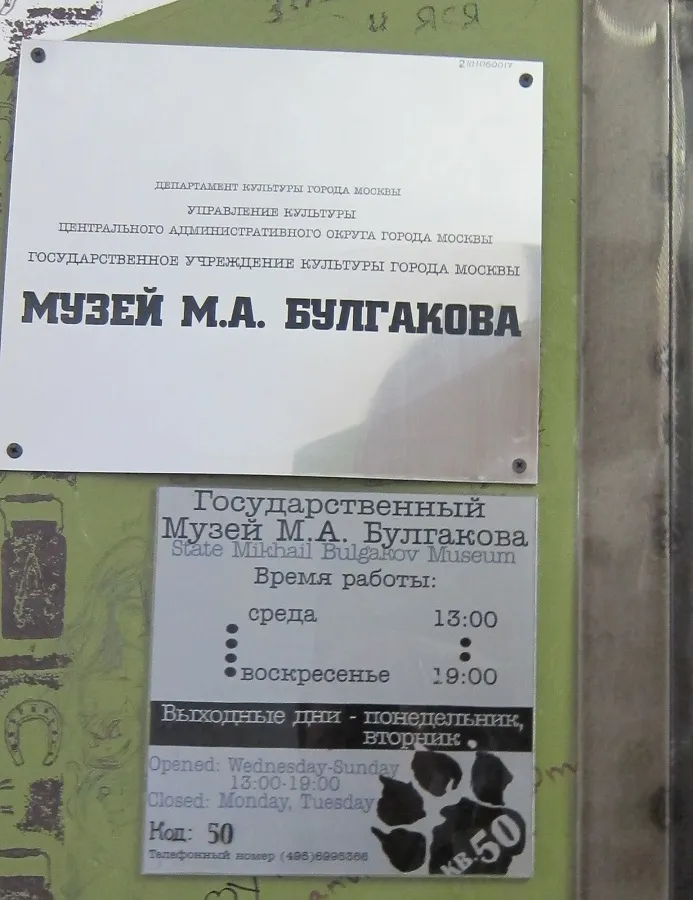 и яся
ДЕПАРТАМЕНТ КУЛЬТУРЫ ГОРОДА МОСКВЫ
УПРАВЛЕНИЕ КУЛЬТУРЫ
ЦЕНТРАЛЬНОГО АДМИНИСТРАТИВНОГО ОКРУГА ГОРОДА МОСКВЫ
ГОСУДАРСТВЕННОЕ УЧРЕЖДЕНИЕ КУЛЬТУРЫ ГОРОДА МОСКВЫ
МУЗЕЙ М.А. БУЛГАКОВА
Государственный
Музей М.А. Булгакова
State Mikhail Bulgakov Museum
Время работы:
среда 13:00
воскресенье 19:00
Выходные дни - понедельник,
вторник.
Opened: Wednesday-Sunday
13:00-19:00
Closed: Monday, Tuesday
Код: 50
Телефонный номер (495)6995366
кв.50